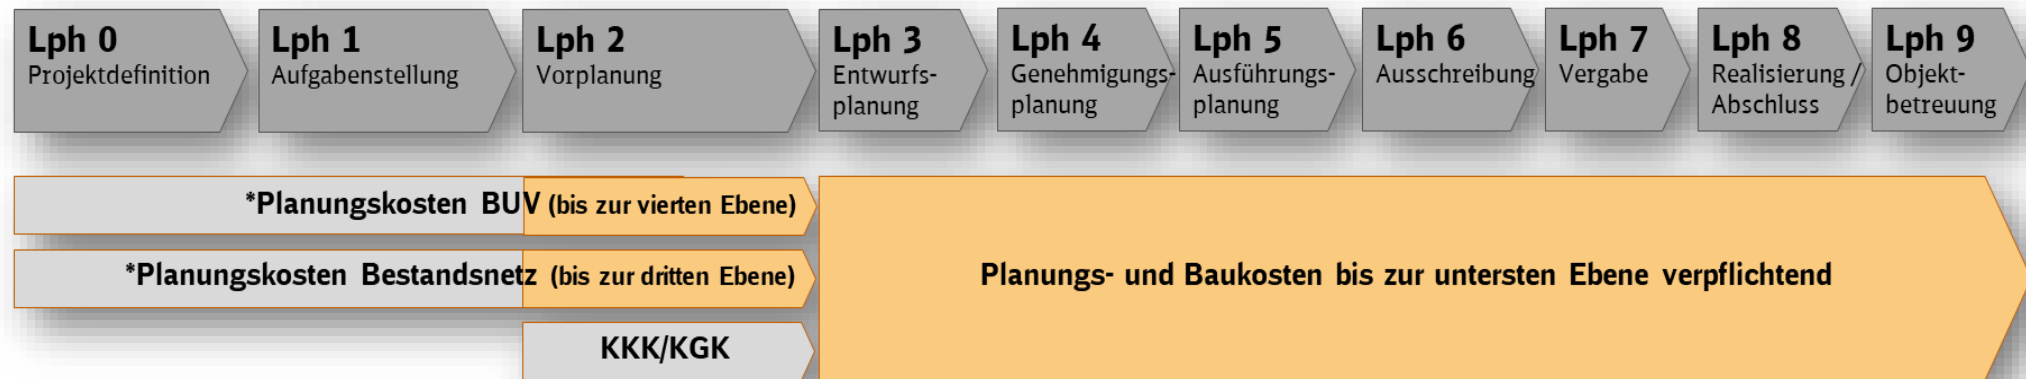 Lph 0
Projektdefinition
Lph 1
Aufgabenstellung
Lph 2
Vorplanung
Lph 3
Entwurfs-
planung
Lph 4
Genehmigungs-
planung
Lph 5
Ausführungs-
planung
Lph 6
Ausschreibung
Lph 7
Vergabe
Lph 8
Realisierung /
Abschluss
Lph 9
Objekt-
betreuung
*Planungskosten BUV (bis zur vierten Ebene)
*Planungskosten Bestandsnetz (bis zur dritten Ebene)
KKK/KGK
Planungs- und Baukosten bis zur untersten Ebene verpflichtend